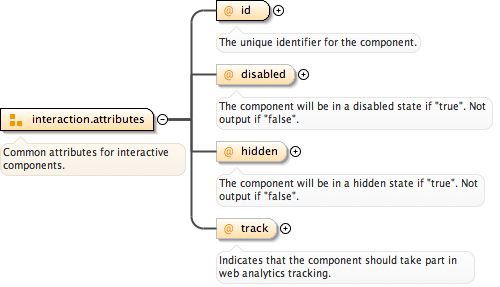 @ id
The unique identifier for the component.
@ disabled
The component will be in a disabled state if "true". Not
output if "false".
interaction.attributes
Common attributes for interactive
components.
@ hidden
The component will be in a hidden state if "true". Not
output if "false".
@ track
Indicates that the component should take part in
web analytics tracking.